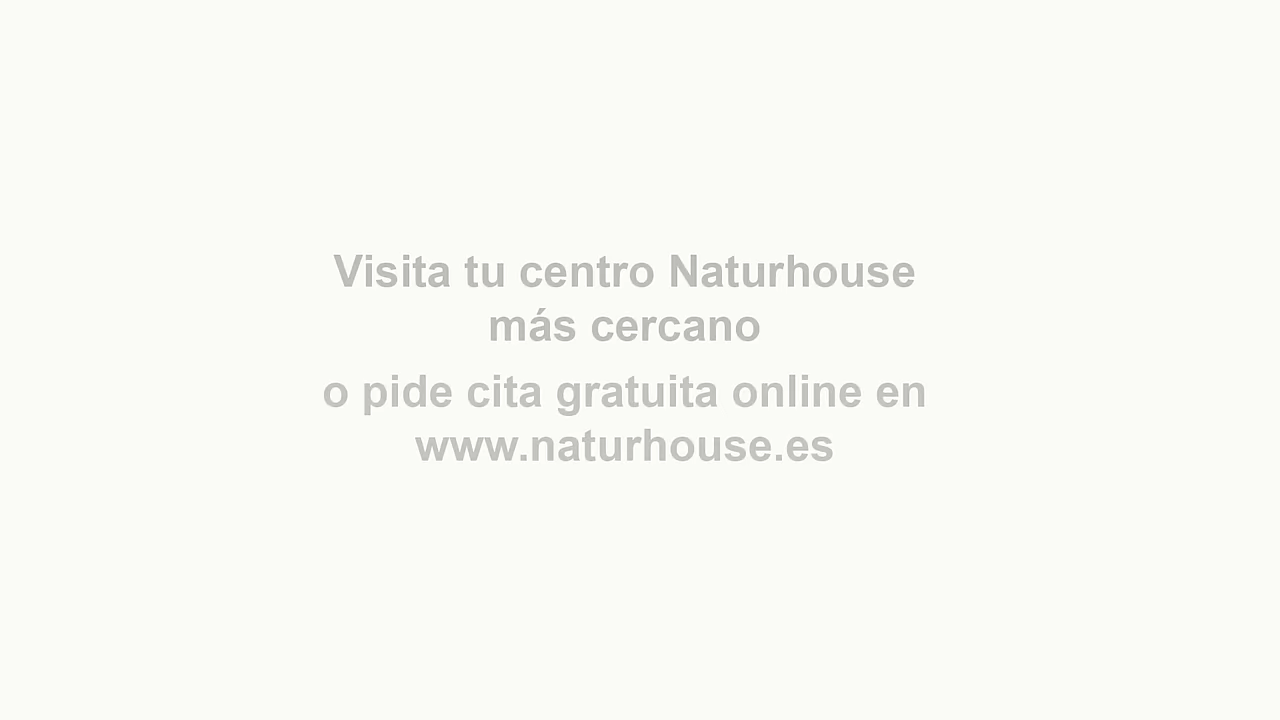 Visita tu centro Naturhouse
más cercano
o pide cita gratuita online en
www.naturhouse.es